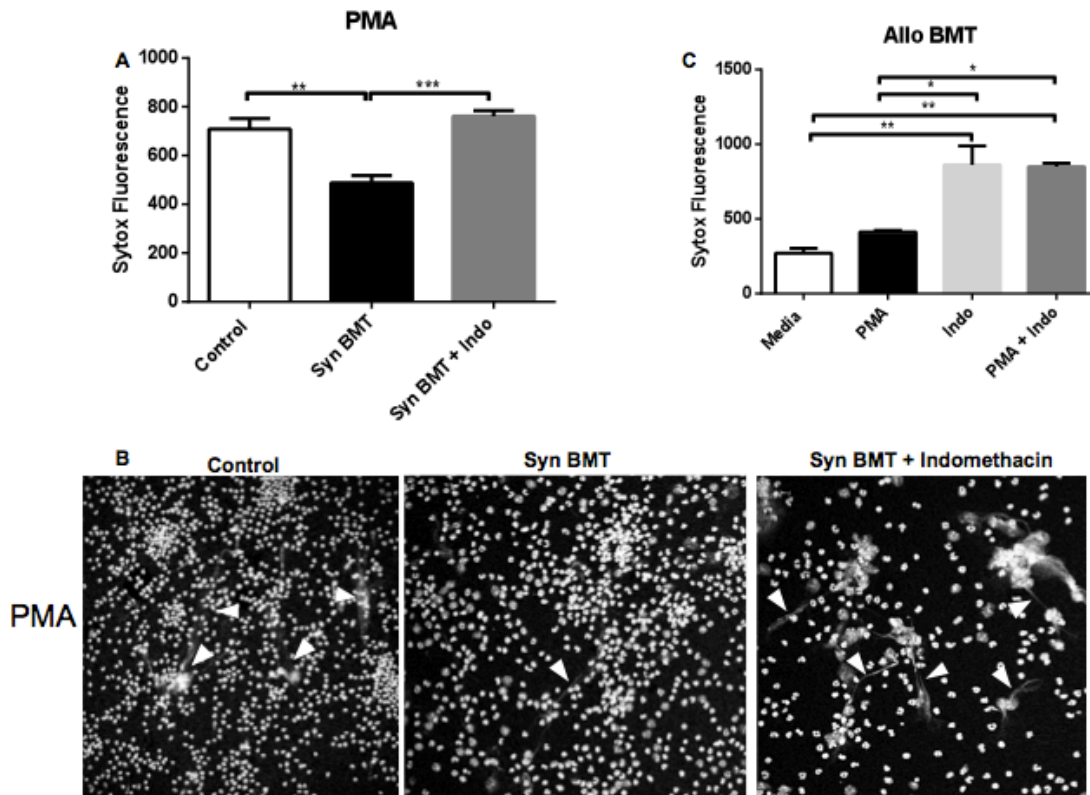 PMA
A
1000
800
600
400
200
0
Sytox Fluorescence
**
***
Control
Syn BMT
Syn BMT + Indo
Allo BMT
C
1500
1000
500
0
Sytox Fluorescence
*
*
**
**
Media
PMA
Indo
PMA + Indo
B
Control
Syn BMT
Syn BMT + Indomethacin
PMA